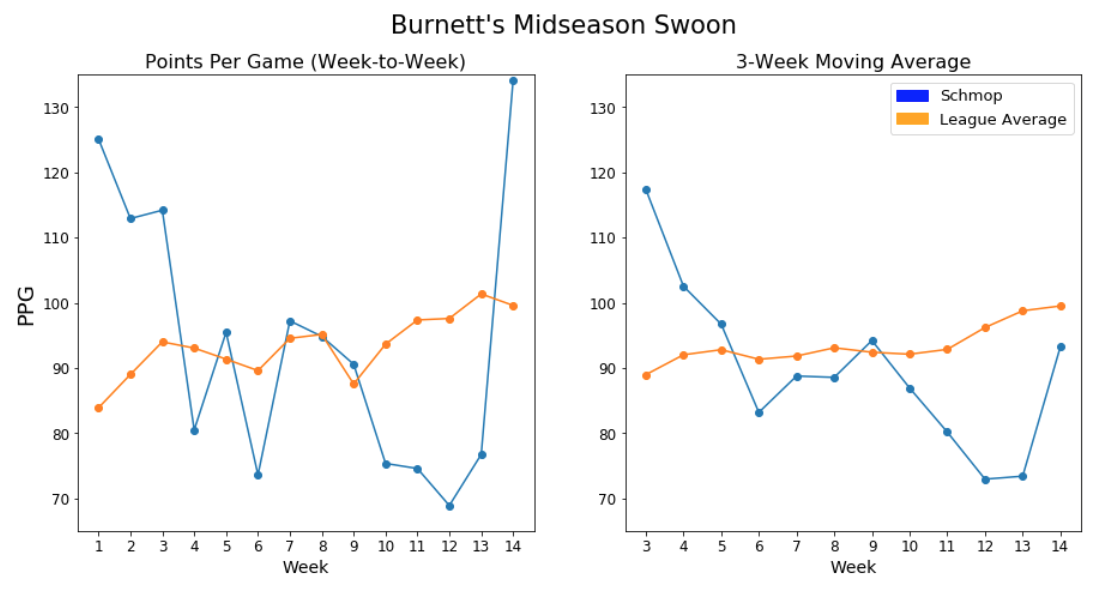 Burnett's Midseason Swoon
Points Per Game (Week-to-Week)
PPG
130
120
110
100
90
80
70
1 2 3 4 5 6 7 8 9 10 11 12 13 14
Week
3-Week Moving Average
Schmop
League Average
130
120
110
100
90
80
70
3 4 5 6 7 8 9 10 11 12 13 14
Week